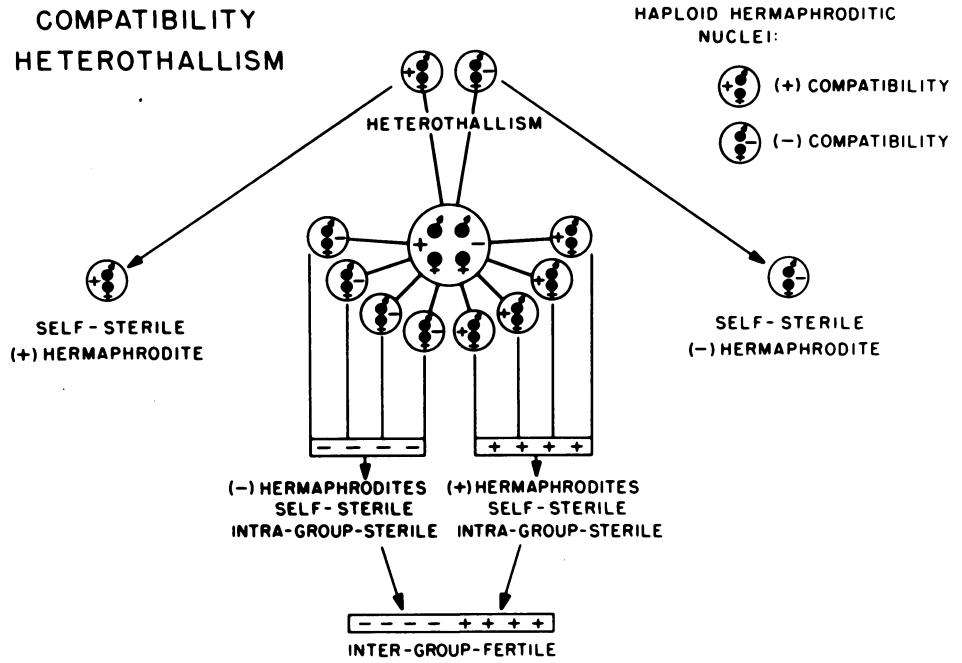 COMPATIBILITY
HETEROTHALLISM
HAPLOID HERMAPHRODITIC
NUCLEI:
(+) COMPATIBILITY
(−) COMPATIBILITY
HETEROTHALLISM
SELF-STERILE
(+) HERMAPHRODITE
SELF-STERILE
(−) HERMAPHRODITE
− − − −
+ + + +
(−) HERMAPHRODITES
SELF-STERILE
INTRA-GROUP-STERILE
(+) HERMAPHRODITES
SELF-STERILE
INTRA-GROUP-STERILE
− − − − + + + +
INTER-GROUP-FERTILE